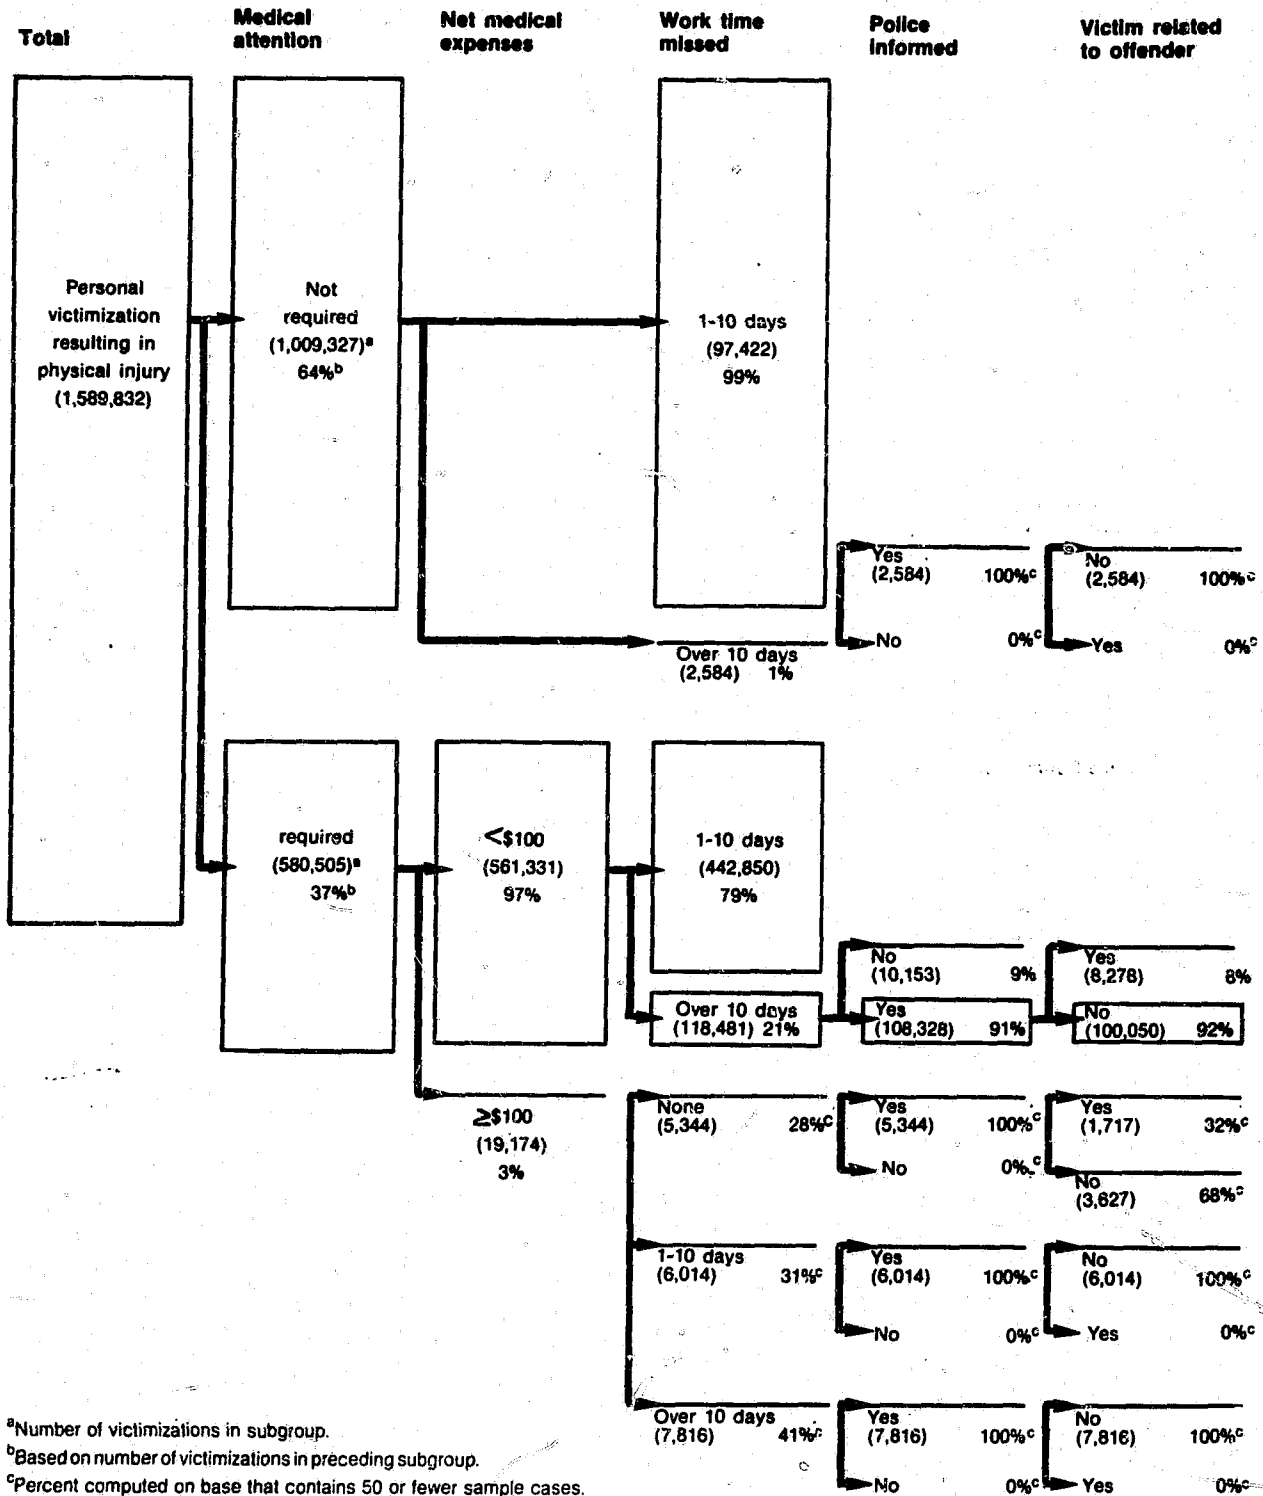 Total
Medical
attention
Net medical
expenses
Work time
missed
Police
informed
Victim related
to offender
Personal
victimization
resulting in
physical injury
(1,589,832)
Not
required
(1,009,327)a
64%b
1-10 days
(97,422)
99%
Yes
(2,584) 100%c
No
(2,584) 100%c
No 0%c
Yes 0%c
Over 10 days
(2,584) 1%
required
(580,505)a
37%b
<$100
(561,331)
97%
1-10 days
(442,850)
79%
No
(10,153) 9%
Yes
(8,278) 8%
Over 10 days
(118,481) 21%
Yes
(108,328) 91%
No
(100,050) 92%
≥$100
(19,174)
3%
None
(5,344) 28%c
Yes
(5,344) 100%c
Yes
(1,717) 32%c
No 0%c
No
(3,627) 68%c
1-10 days
(6,014) 31%c
Yes
(6,014) 100%c
No
(6,014) 100%c
No 0%c
Yes 0%c
Over 10 days
(7,816) 41%c
Yes
(7,816) 100%c
No
(7,816) 100%c
No 0%c
Yes 0%c
aNumber of victimizations in subgroup.
bBased on number of victimizations in preceding subgroup.
cPercent computed on base that contains 50 or fewer sample cases.